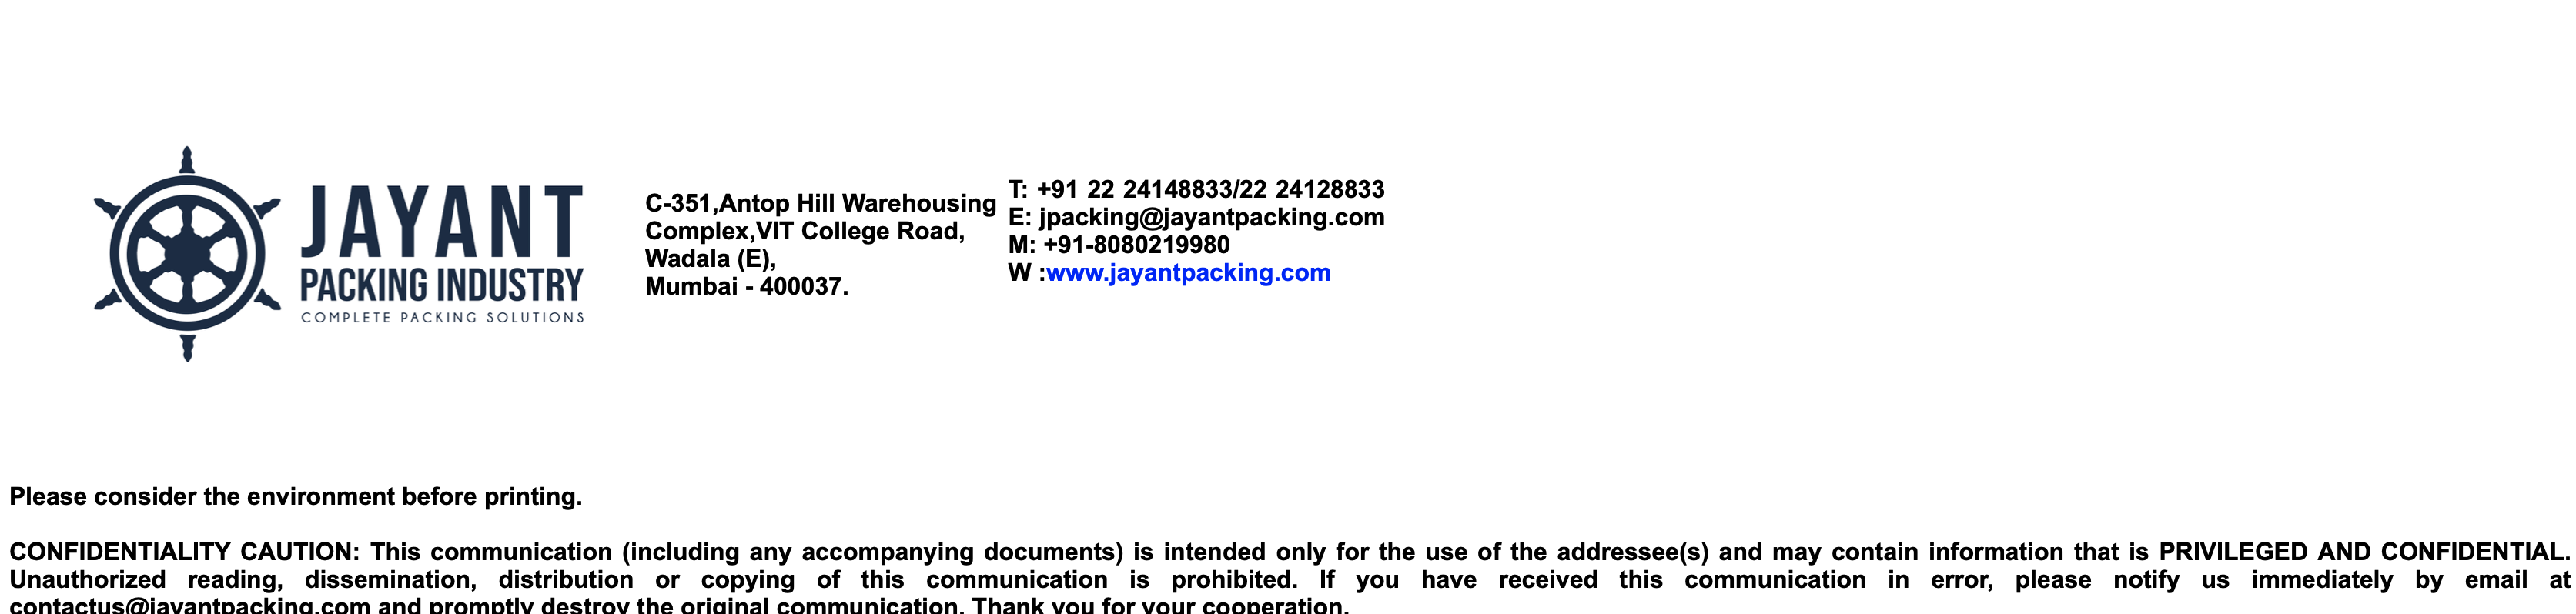 JAYANT
PACKING INDUSTRY
COMPLETE PACKING SOLUTIONS
C-351,Antop Hill Warehousing
Complex,VIT College Road,
Wadala (E),
Mumbai - 400037.
T: +91 22 24148833/22 24128833
E: jpacking@jayantpacking.com
M: +91-8080219980
W :www.jayantpacking.com
Please consider the environment before printing.
CONFIDENTIALITY CAUTION: This communication (including any accompanying documents) is intended only for the use of the addressee(s) and may contain information that is PRIVILEGED AND CONFIDENTIAL.
Unauthorized reading, dissemination, distribution or copying of this communication is prohibited. If you have received this communication in error, please notify us immediately by email at
contactus@jayantpacking.com and promptly destroy the original communication. Thank you for your cooperation.